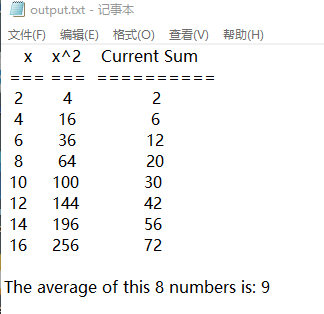 output.txt - 记事本
文件(F) 编辑(E) 格式(O) 查看(V) 帮助(H)
x x^2 Current Sum
=== === ==========
2 4 2
4 16 6
6 36 12
8 64 20
10 100 30
12 144 42
14 196 56
16 256 72
The average of this 8 numbers is: 9